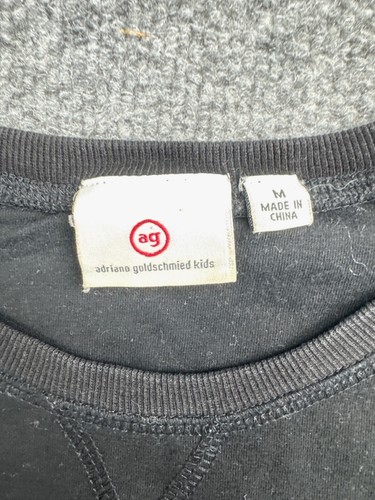 ag
adriano goldschmied kids
M
MADE IN
CHINA